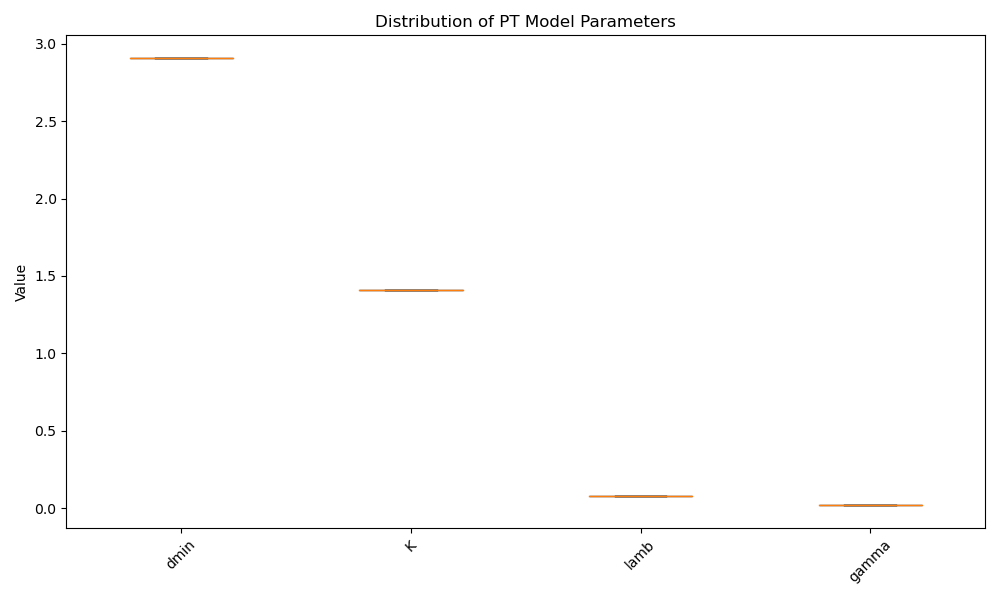 Distribution of PT Model Parameters
3.0
2.5
2.0
1.5
1.0
0.5
0.0
Value
dmin
K
lamb
gamma